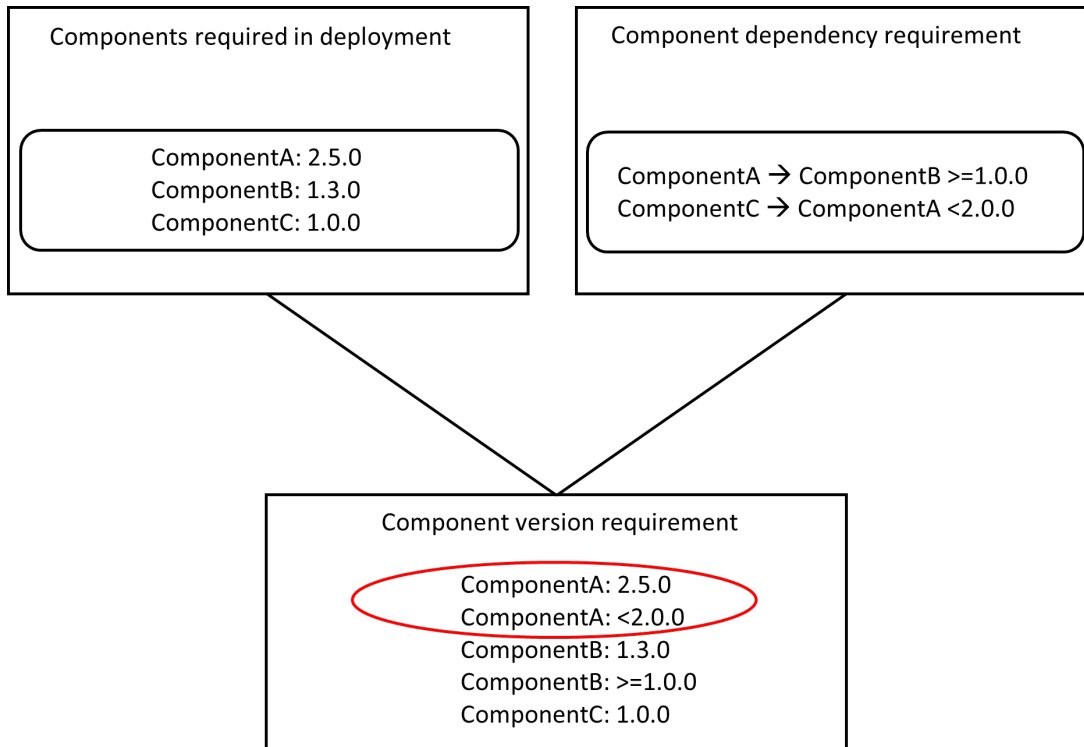 Components required in deployment
ComponentA: 2.5.0
ComponentB: 1.3.0
ComponentC: 1.0.0
Component dependency requirement
ComponentA → ComponentB >=1.0.0
ComponentC → ComponentA <2.0.0
Component version requirement
ComponentA: 2.5.0
ComponentA: <2.0.0
ComponentB: 1.3.0
ComponentB: >=1.0.0
ComponentC: 1.0.0